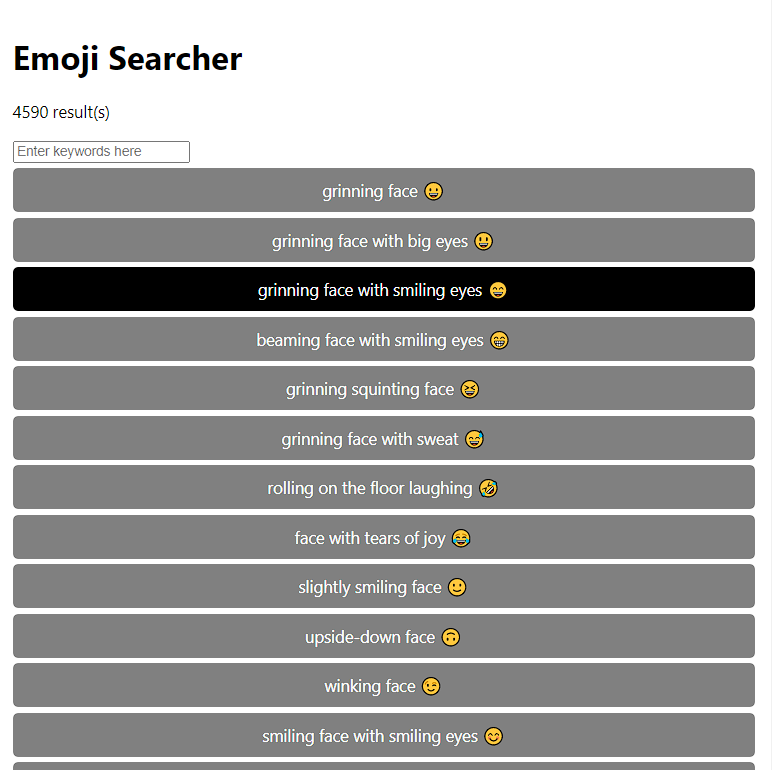 Emoji Searcher
4590 result(s)
Enter keywords here
grinning face 😀
grinning face with big eyes 😃
grinning face with smiling eyes 😄
beaming face with smiling eyes 😁
grinning squinting face 😆
grinning face with sweat 😅
rolling on the floor laughing 🤣
face with tears of joy 😂
slightly smiling face 🙂
upside-down face 🙃
winking face 😉
smiling face with smiling eyes 😊